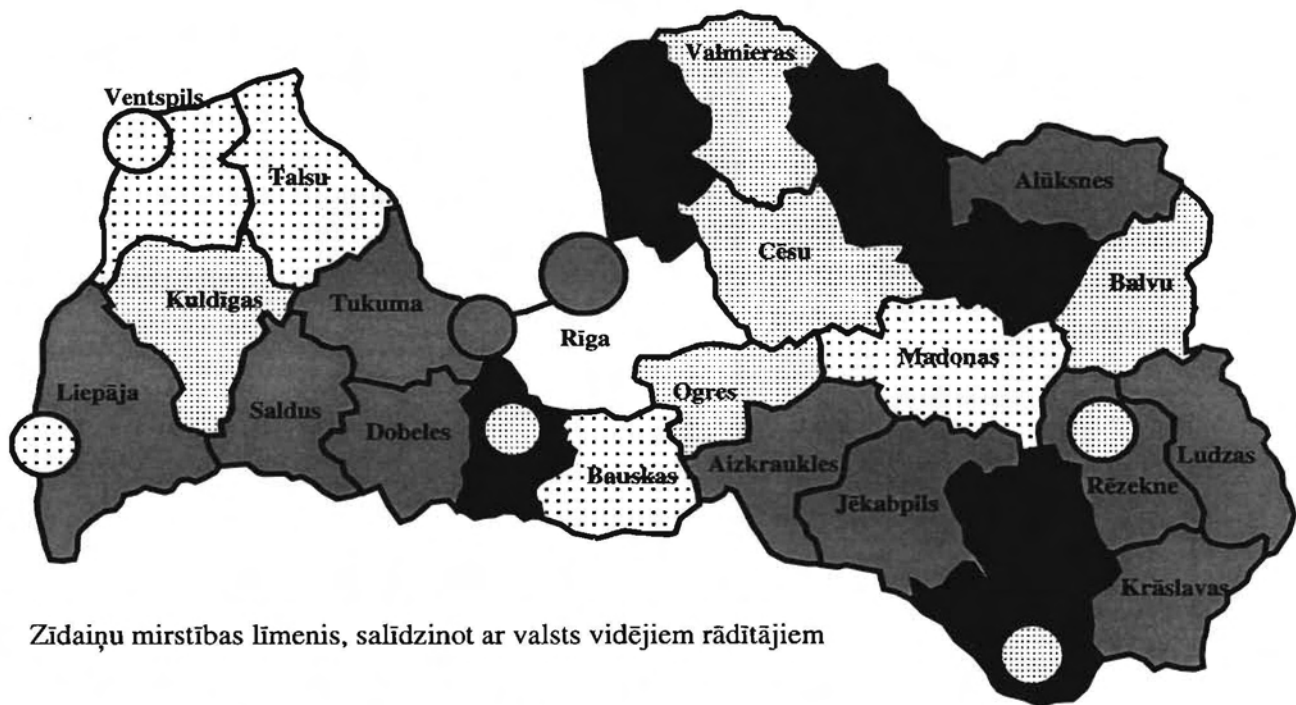 Valmieras
Ventspils
Talsu
Alūksnes
Cēsu
Kuldīgas
Balvu
Tukuma
Rīga
Madonas
Liepāja
Ogres
Saldus
Dobeles
Bauskas
Aizkraukles
Ludzas
Rēzekne
Jēkabpils
Krāslavas
Zīdaiņu mirstības līmenis, salīdzinot ar valsts vidējiem rādītājiem